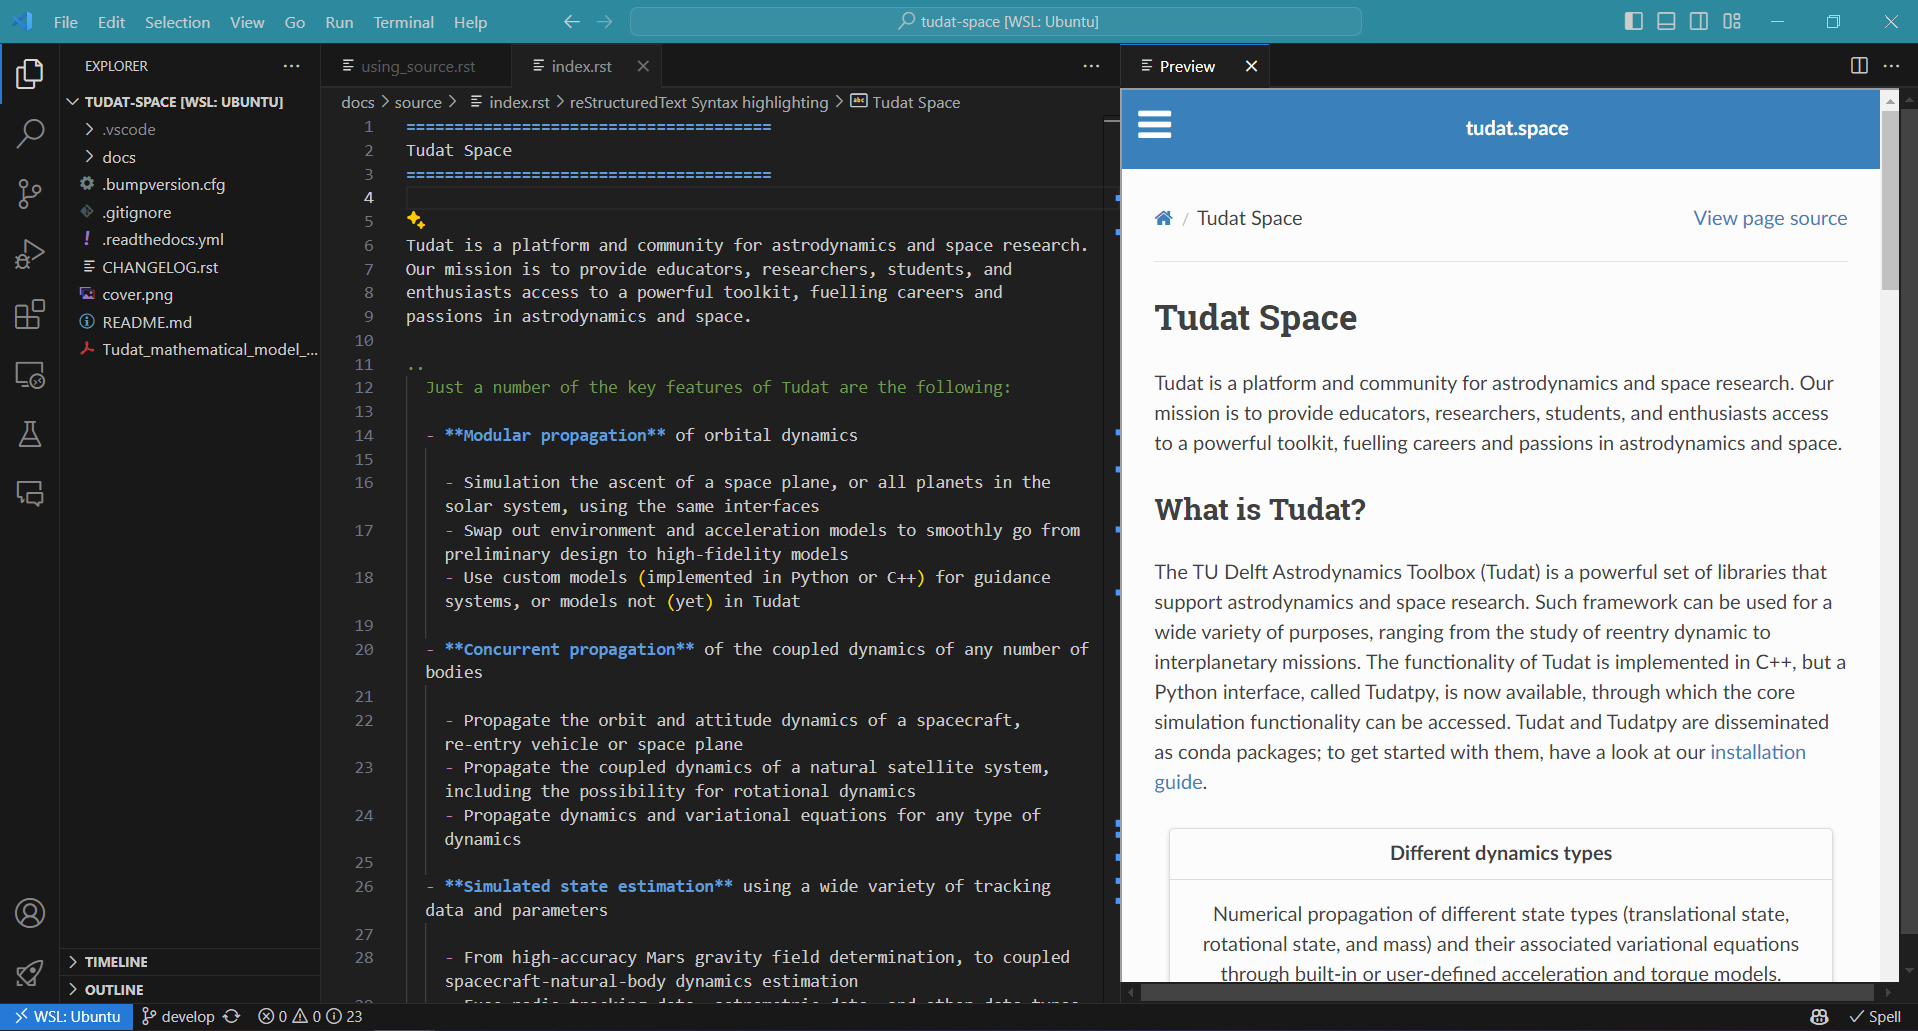 File Edit Selection View Go Run Terminal Help
tudat-space [WSL: Ubuntu]
EXPLORER
TUDAT-SPACE [WSL: UBUNTU]
.vscode
docs
.bumpversion.cfg
.gitignore
.readthedocs.yml
CHANGELOG.rst
cover.png
README.md
Tudat_mathematical_model_...
TIMELINE
OUTLINE
using_source.rst
index.rst
docs > source > index.rst > reStructuredText Syntax highlighting > Tudat Space
1 ======================================
2 Tudat Space
3 ======================================
4
5
6 Tudat is a platform and community for astrodynamics and space research.
7 Our mission is to provide educators, researchers, students, and
8 enthusiasts access to a powerful toolkit, fuelling careers and
9 passions in astrodynamics and space.
10
11 ..
12 Just a number of the key features of Tudat are the following:
13
14 - **Modular propagation** of orbital dynamics
15
16 - Simulation the ascent of a space plane, or all planets in the
solar system, using the same interfaces
17 - Swap out environment and acceleration models to smoothly go from
preliminary design to high-fidelity models
18 - Use custom models (implemented in Python or C++) for guidance
systems, or models not (yet) in Tudat
19
20 - **Concurrent propagation** of the coupled dynamics of any number of
bodies
21
22 - Propagate the orbit and attitude dynamics of a spacecraft,
re-entry vehicle or space plane
23 - Propagate the coupled dynamics of a natural satellite system,
including the possibility for rotational dynamics
24 - Propagate dynamics and variational equations for any type of
dynamics
25
26 - **Simulated state estimation** using a wide variety of tracking
data and parameters
27
28 - From high-accuracy Mars gravity field determination, to coupled
spacecraft-natural-body dynamics estimation
Preview
tudat.space
/ Tudat Space
View page source
Tudat Space
Tudat is a platform and community for astrodynamics and space research. Our
mission is to provide educators, researchers, students, and enthusiasts access
to a powerful toolkit, fuelling careers and passions in astrodynamics and space.
What is Tudat?
The TU Delft Astrodynamics Toolbox (Tudat) is a powerful set of libraries that
support astrodynamics and space research. Such framework can be used for a
wide variety of purposes, ranging from the study of reentry dynamic to
interplanetary missions. The functionality of Tudat is implemented in C++, but a
Python interface, called Tudatpy, is now available, through which the core
simulation functionality can be accessed. Tudat and Tudatpy are disseminated
as conda packages; to get started with them, have a look at our installation
guide.
Different dynamics types
Numerical propagation of different state types (translational state,
rotational state, and mass) and their associated variational equations
through built-in or user-defined acceleration and torque models.
WSL: Ubuntu
develop
0 0 23
Spell